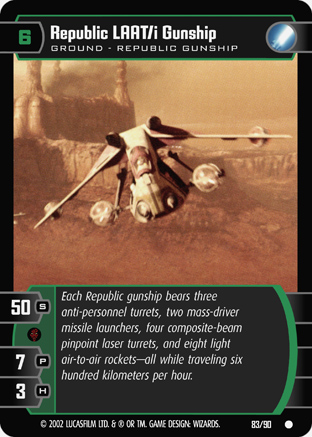 6
Republic LAAT/i Gunship
GROUND - REPUBLIC GUNSHIP
50 S
7 P
3 H
Each Republic gunship bears three
anti-personnel turrets, two mass-driver
missile launchers, four composite-beam
pinpoint laser turrets, and eight light
air-to-air rockets—all while traveling six
hundred kilometers per hour.
© 2002 LUCASFILM LTD. & ® OR TM. GAME DESIGN: WIZARDS.
83/90